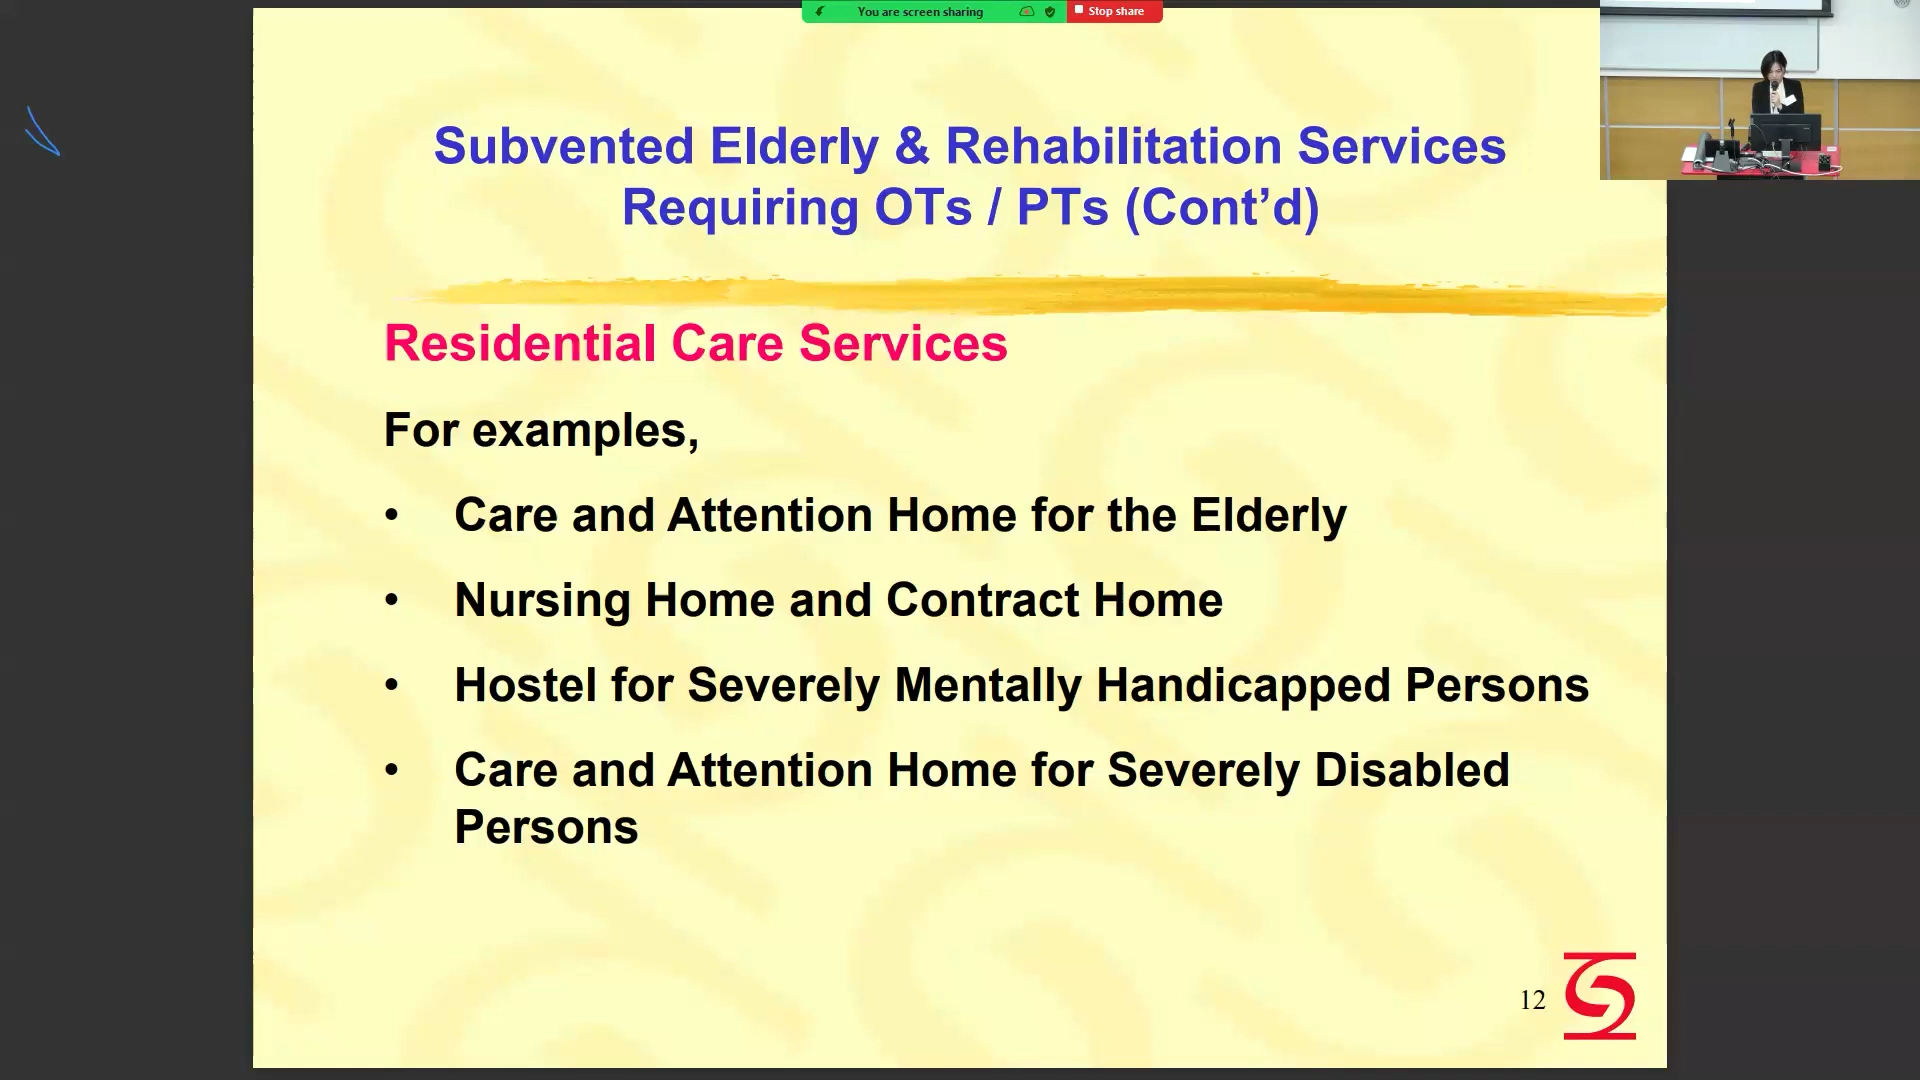 You are screen sharing
Stop share
Subvented Elderly & Rehabilitation Services
Requiring OTs / PTs (Cont’d)
Residential Care Services
For examples,
• Care and Attention Home for the Elderly
• Nursing Home and Contract Home
• Hostel for Severely Mentally Handicapped Persons
• Care and Attention Home for Severely Disabled
Persons
12